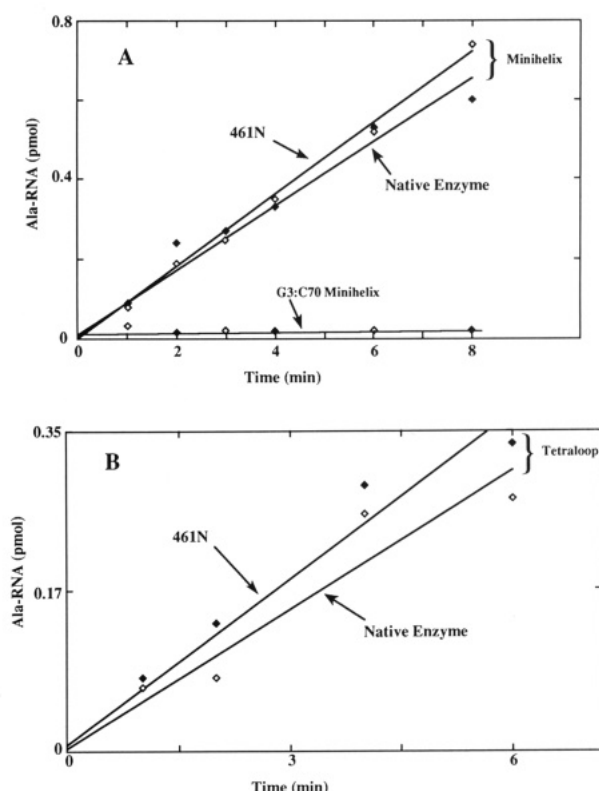 0.8
A
Minihelix
461N
Ala-RNA (pmol)
0.4
Native Enzyme
G3:C70 Minihelix
0
0 2 4 6 8
Time (min)
0.35
B
Tetraloop
461N
Ala-RNA (pmol)
0.17
Native Enzyme
0
0 3 6
Time (min)